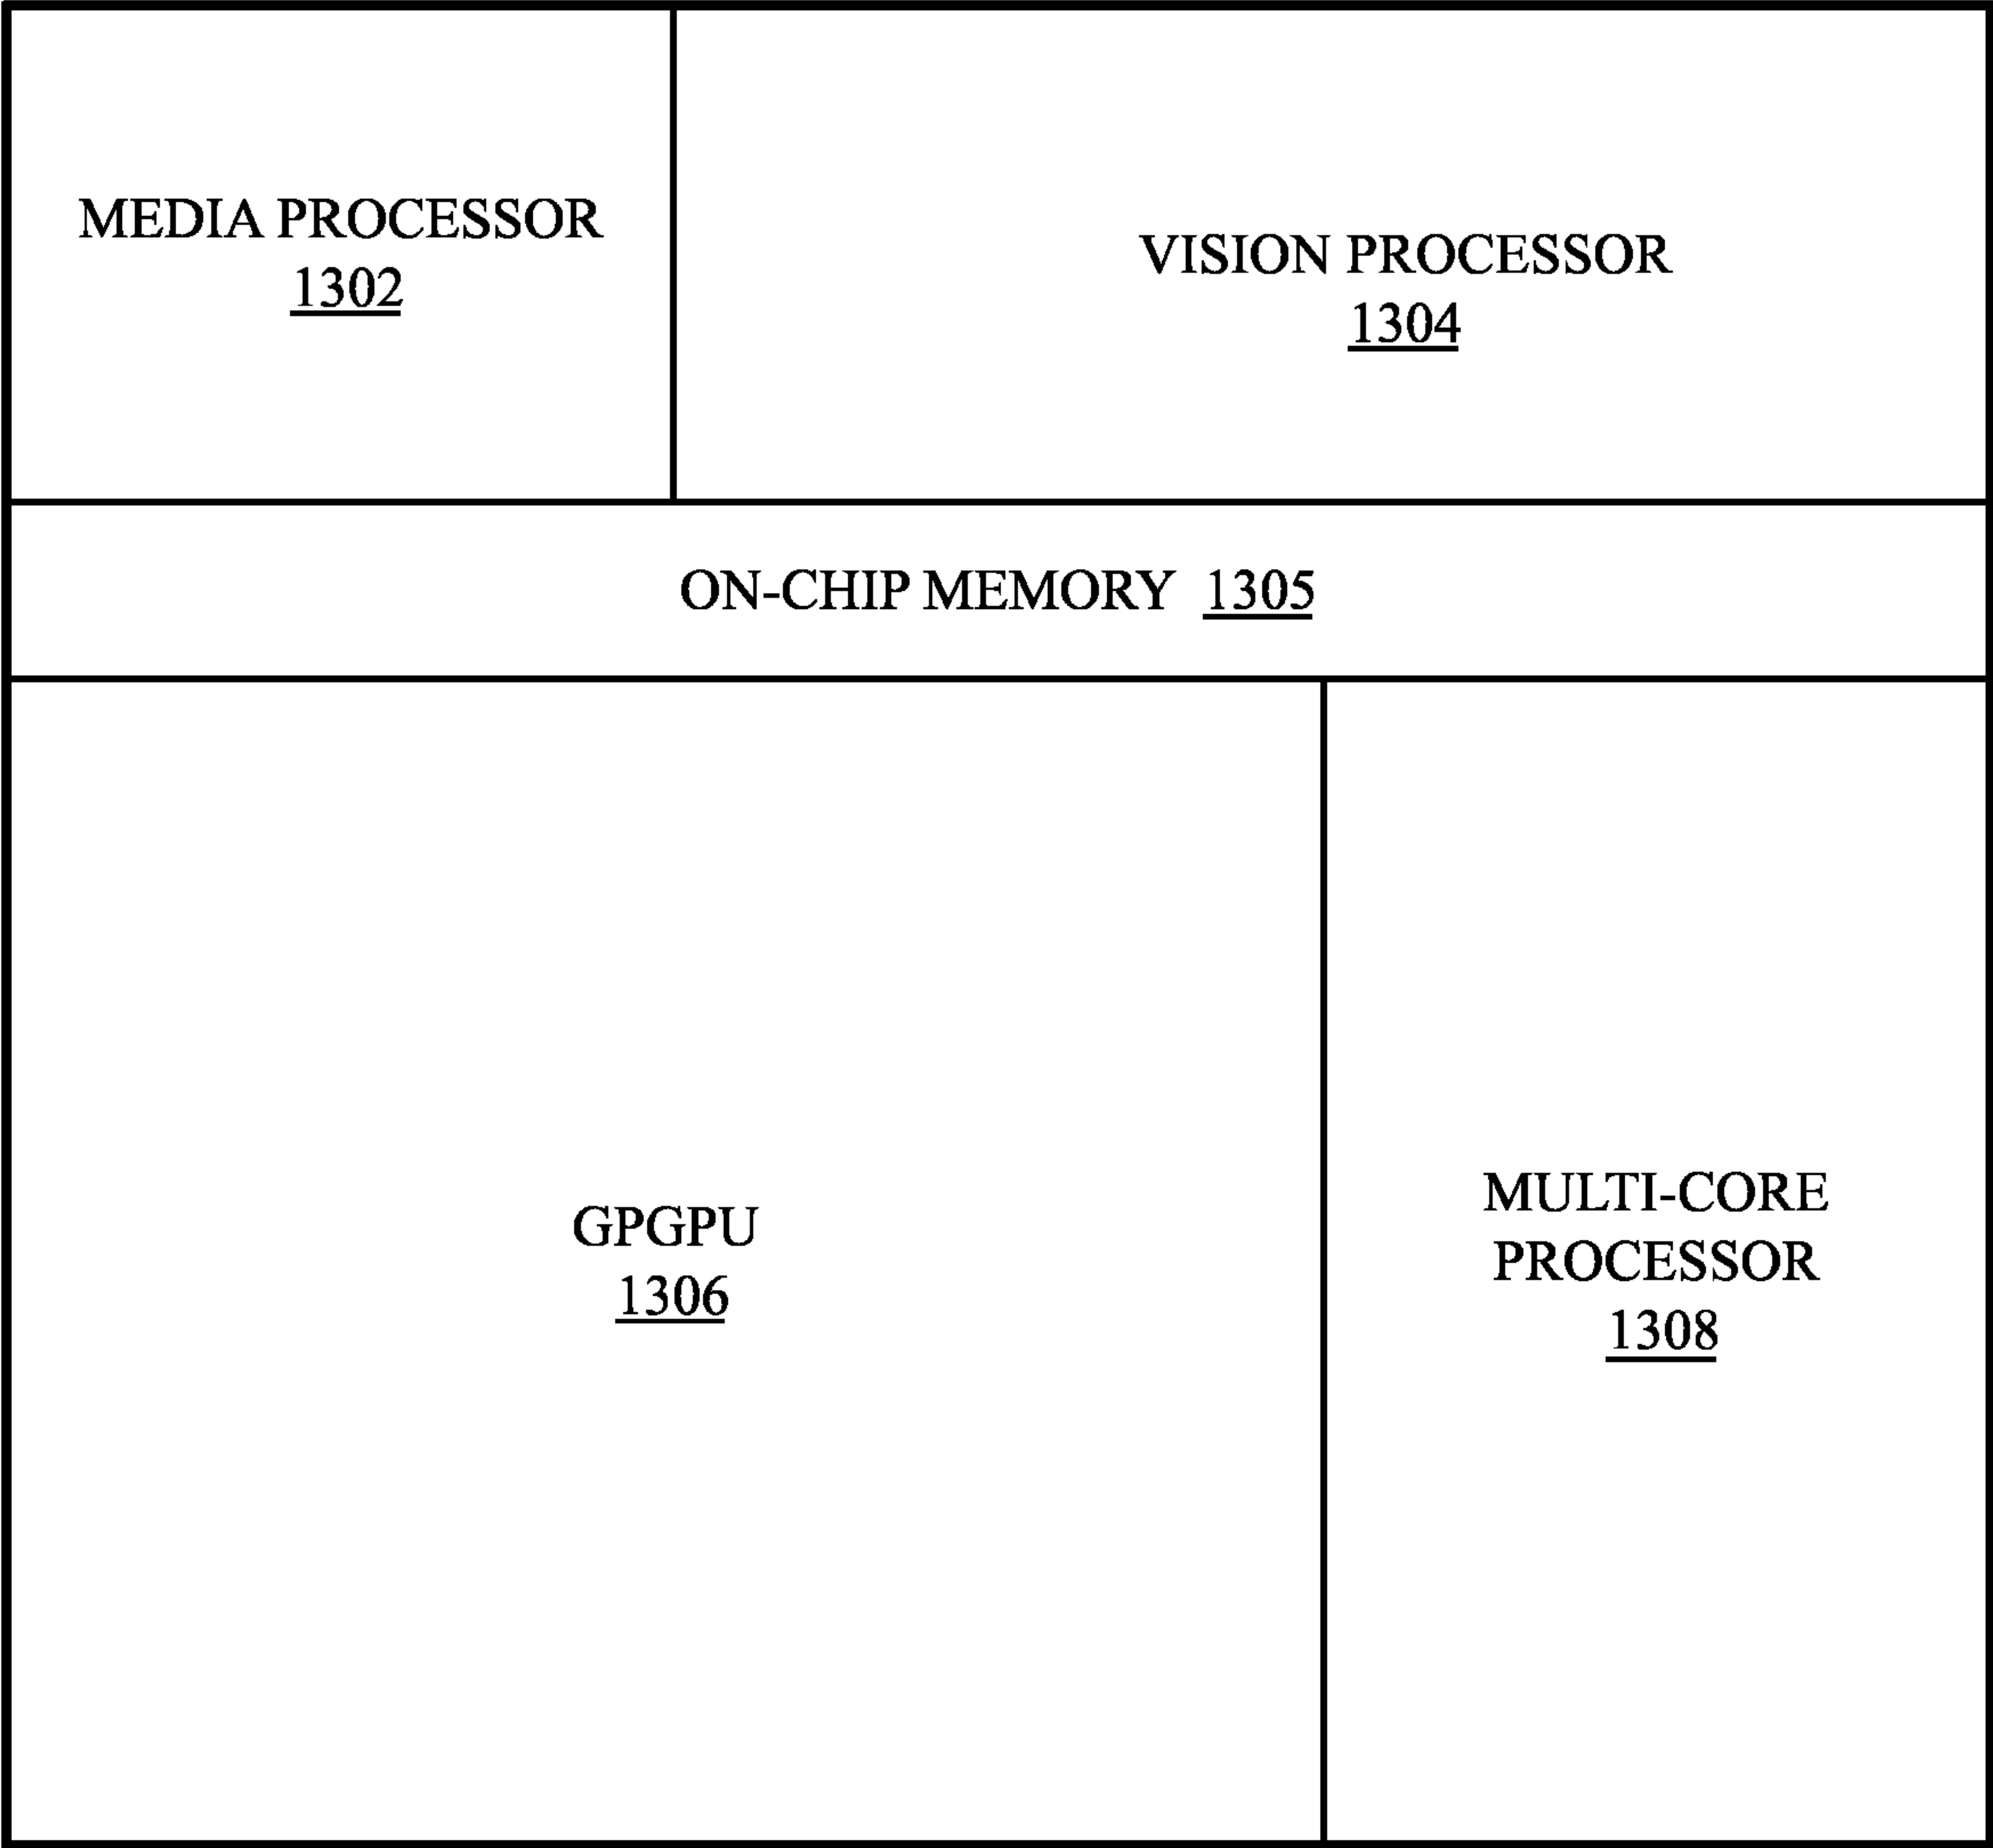 MEDIA PROCESSOR
1302
VISION PROCESSOR
1304
ON-CHIP MEMORY 1305
GPGPU
1306
MULTI-CORE
PROCESSOR
1308